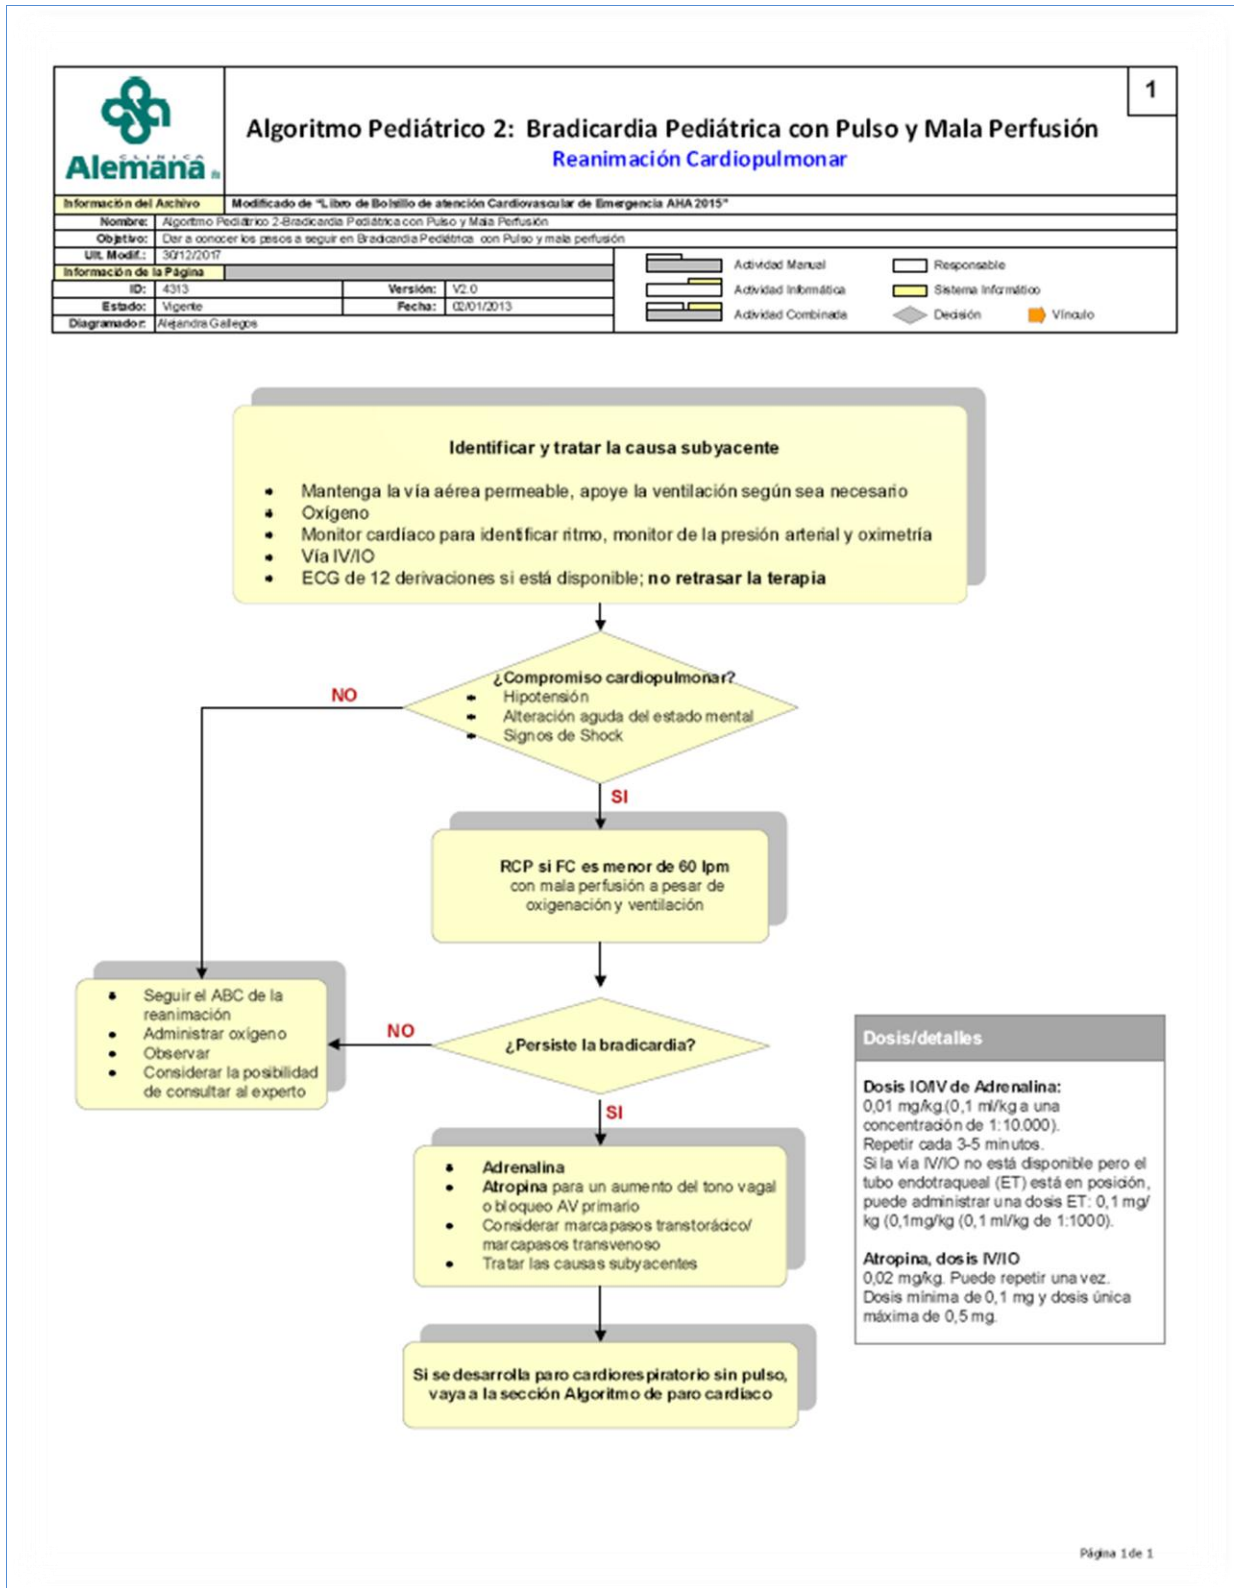 1
Algoritmo Pediátrico 2: Bradicardia Pediátrica con Pulso y Mala Perfusión
Reanimación Cardiopulmonar
CLINICA
Alemana
Información del Archivo
Modificado de "Libro de Bolsillo de atención Cardiovascular de Emergencia AHA 2015"
Nombre: Algoritmo Pediátrico 2-Bradicardia Pediátrica con Pulso y Mala Perfusión
Objetivo: Dar a conocer los pasos a seguir en Bradicardia Pediátrica con Pulso y mala perfusión
Ult. Modif.: 30/12/2017
Información de la Página
ID: 4313 Versión: V2.0
Estado: Vigente Fecha: 02/01/2013
Diagramador: Alejandra Gallegos
Actividad Manual Responsable
Actividad Informática Sistema Informático
Actividad Combinada Decisión Vínculo
Identificar y tratar la causa subyacente
Mantenga la vía aérea permeable, apoye la ventilación según sea necesario
Oxígeno
Monitor cardíaco para identificar ritmo, monitor de la presión arterial y oximetría
Vía IV/IO
ECG de 12 derivaciones si está disponible; no retrasar la terapia
¿Compromiso cardiopulmonar?
Hipotensión
Alteración aguda del estado mental
Signos de Shock
NO
SI
RCP si FC es menor de 60 lpm
con mala perfusión a pesar de
oxigenación y ventilación
Seguir el ABC de la
reanimación
Administrar oxígeno
Observar
Considerar la posibilidad
de consultar al experto
NO
¿Persiste la bradicardia?
SI
Adrenalina
Atropina para un aumento del tono vagal
o bloqueo AV primario
Considerar marcapasos transtorácico/
marcapasos transvenoso
Tratar las causas subyacentes
Si se desarrolla paro cardiorespiratorio sin pulso,
vaya a la sección Algoritmo de paro cardíaco
Dosis/detalles
Dosis IO/IV de Adrenalina:
0,01 mg/kg.(0,1 ml/kg a una
concentración de 1:10.000).
Repetir cada 3-5 minutos.
Si la vía IV/IO no está disponible pero el
tubo endotraqueal (ET) está en posición,
puede administrar una dosis ET: 0,1 mg/
kg (0,1mg/kg (0,1 ml/kg de 1:1000).
Atropina, dosis IV/IO
0,02 mg/kg. Puede repetir una vez.
Dosis mínima de 0,1 mg y dosis única
máxima de 0,5 mg.
Página 1 de 1